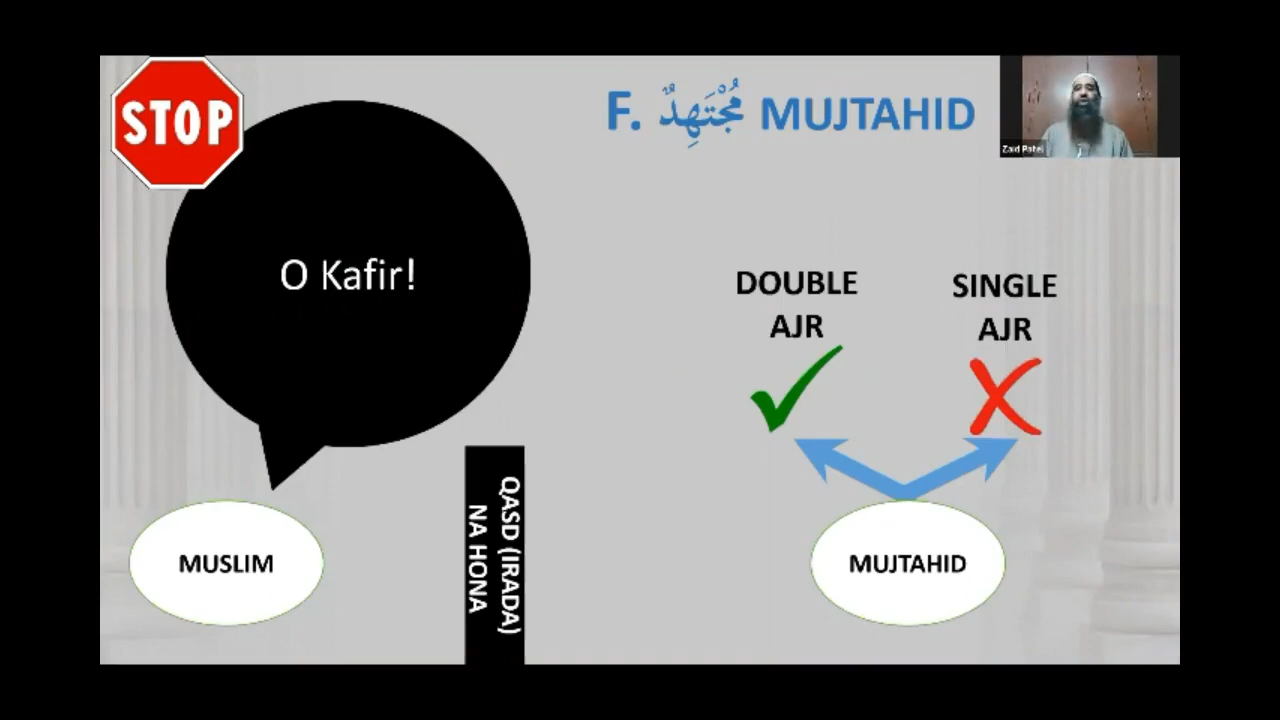 STOP
F. مُجْتَهِدٌ MUJTAHID
Zaid Patel
O Kafir!
DOUBLE
AJR
SINGLE
AJR
QASD (IRADA)
NA HONA
MUSLIM
MUJTAHID